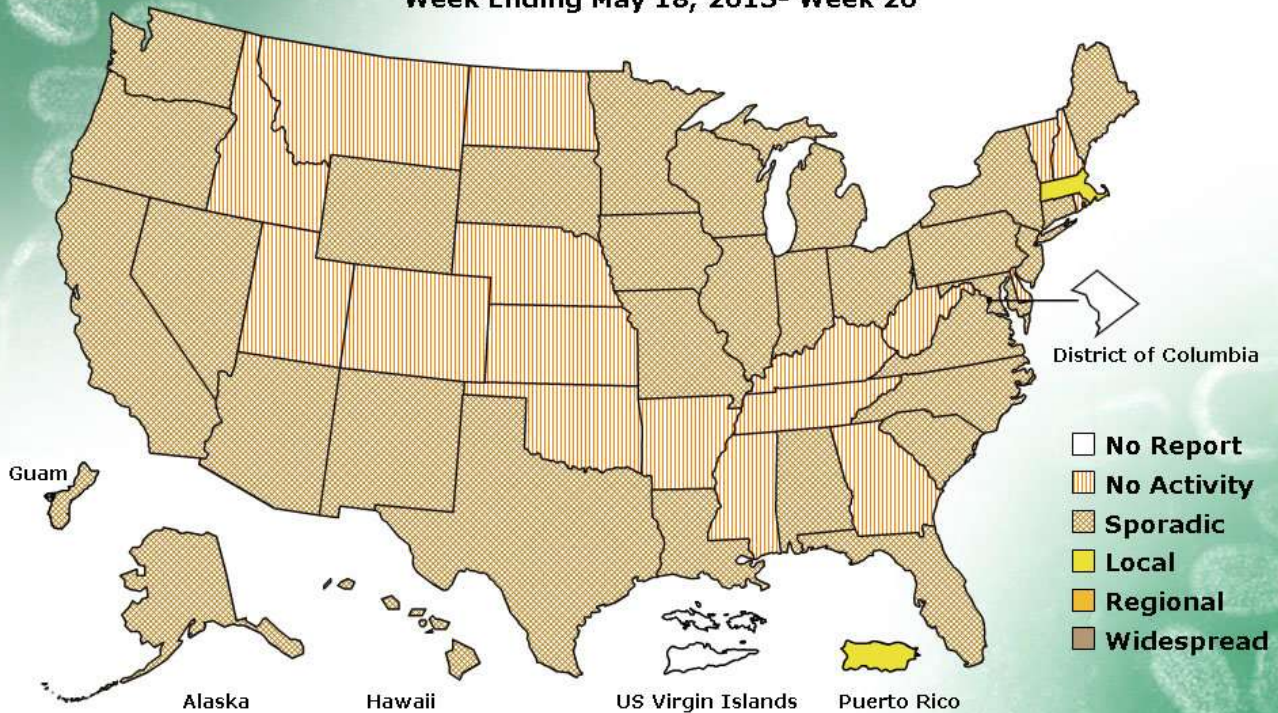 Week Ending May 18, 2013- Week 20
District of Columbia
No Report
No Activity
Sporadic
Local
Regional
Widespread
Guam
Alaska
Hawaii
US Virgin Islands
Puerto Rico